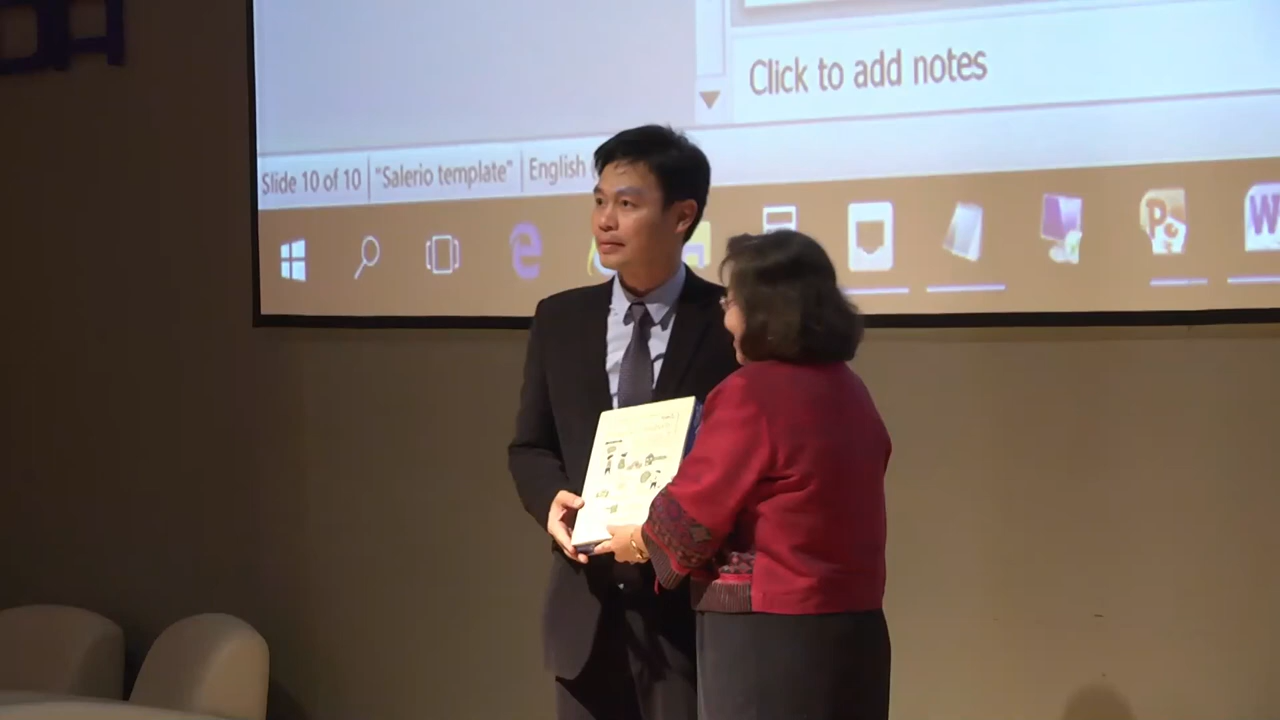 Click to add notes
Slide 10 of 10
"Salerio template"
English
P
W